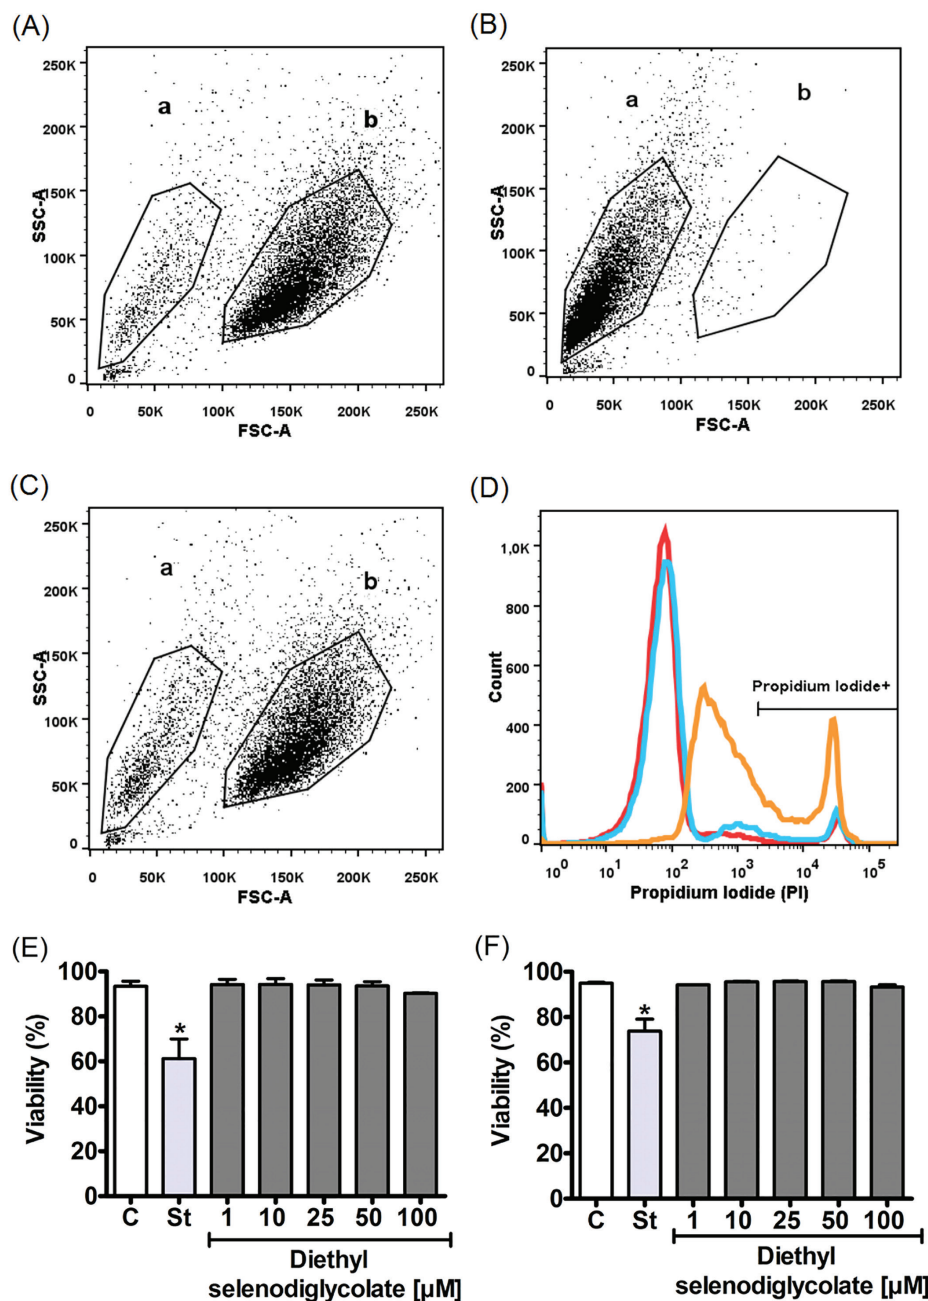 (A)
a
b
SSC-A
250K
200K
150K
100K
50K
0
0 50K 100K 150K 200K 250K
FSC-A
(B)
a
b
SSC-A
250K
200K
150K
100K
50K
0
0 50K 100K 150K 200K 250K
FSC-A
(C)
a
b
SSC-A
250K
200K
150K
100K
50K
0
0 50K 100K 150K 200K 250K
FSC-A
(D)
Count
1,0K
800
600
400
200
0
Propidium Iodide+
10^0 10^1 10^2 10^3 10^4 10^5
Propidium Iodide (PI)
(E)
Viability (%)
100
80
60
40
20
0
*
C St 1 10 25 50 100
Diethyl
selenodiglycolate [µM]
(F)
Viability (%)
100
80
60
40
20
0
*
C St 1 10 25 50 100
Diethyl
selenodiglycolate [µM]